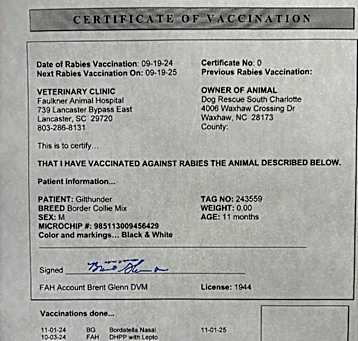 CERTIFICATE OF VACCINATION
Date of Rabies Vaccination: 09-19-24 Certificate No: 0
Next Rabies Vaccination On: 09-19-25 Previous Rabies Vaccination:
VETERINARY CLINIC OWNER OF ANIMAL
Faulkner Animal Hospital Dog Rescue South Charlotte
739 Lancaster Bypass East 4006 Waxhaw Crossing Dr
Lancaster, SC 29720 Waxhaw, NC 28173
803-286-8131 County:
This is to certify...
THAT I HAVE VACCINATED AGAINST RABIES THE ANIMAL DESCRIBED BELOW.
Patient information...
PATIENT: Gilthunder TAG NO: 243559
BREED Border Collie Mix WEIGHT: 0.00
SEX: M AGE: 11 months
MICROCHIP #: 985113009456429
Color and markings... Black & White
Signed
FAH Account Brent Glenn DVM License: 1944
Vaccinations done...
11-01-24 BG Bordatella Nasal 11-01-25
10-03-24 FAH DHPP with Lepto